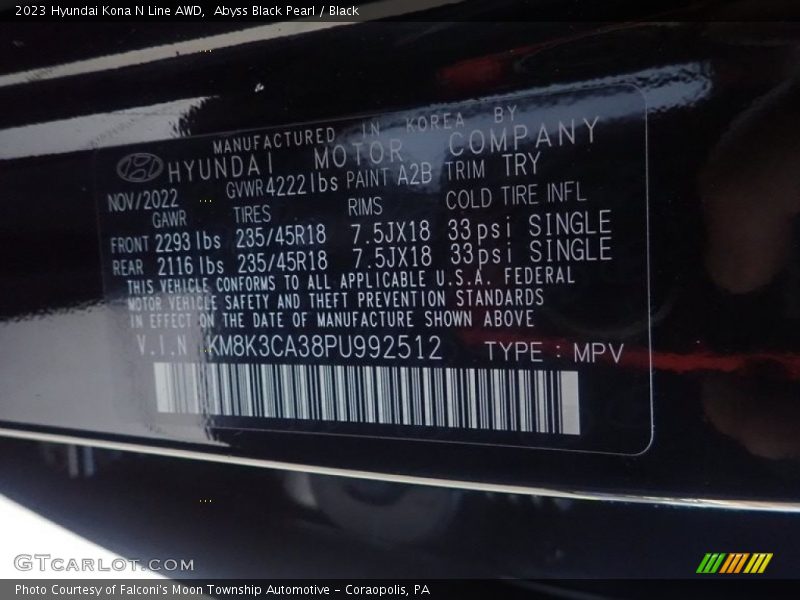 2023 Hyundai Kona N Line AWD,  Abyss Black Pearl / Black
MANUFACTURED IN KOREA BY
HYUNDAI MOTOR COMPANY
NOV/2022 GVWR 4222 lbs PAINT A2B TRIM TRY
GAWR TIRES RIMS COLD TIRE INFL
FRONT 2293 lbs 235/45R18 7.5JX18 33 psi SINGLE
REAR 2116 lbs 235/45R18 7.5JX18 33 psi SINGLE
THIS VEHICLE CONFORMS TO ALL APPLICABLE U.S.A. FEDERAL
MOTOR VEHICLE SAFETY AND THEFT PREVENTION STANDARDS
IN EFFECT ON THE DATE OF MANUFACTURE SHOWN ABOVE
V.I.N KM8K3CA38PU992512 TYPE : MPV
GTcarlot.com
Photo Courtesy of Falconi's Moon Township Automotive – Coraopolis, PA